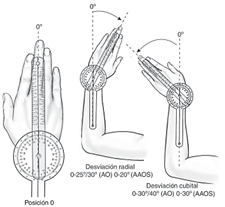 0°
0°
0°
Desviación radial
0-25°/30° (AO) 0-20° (AAOS)
Posición 0
Desviación cubital
0-30°/40° (AO) 0-30° (AAOS)